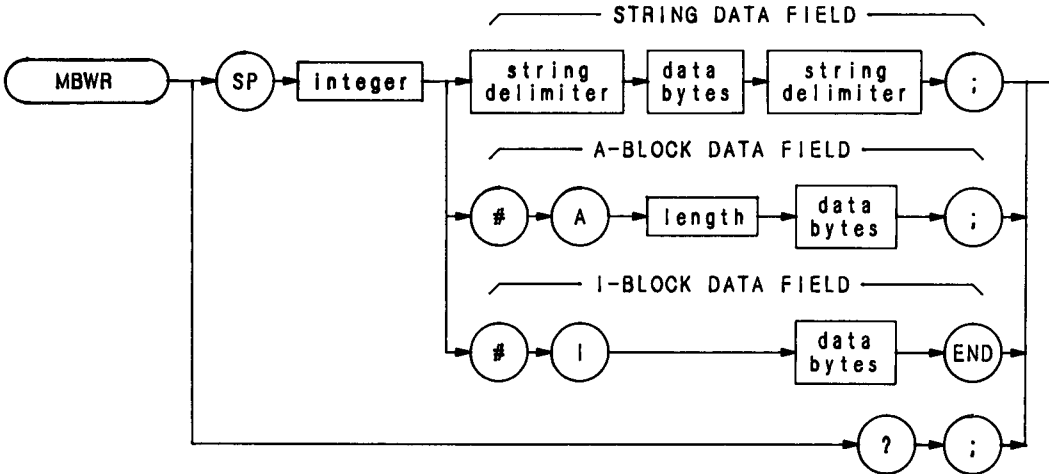 STRING DATA FIELD
MBWR SP integer string delimiter data bytes string delimiter ;
A-BLOCK DATA FIELD
# A length data bytes ;
I-BLOCK DATA FIELD
# I data bytes END
? ;